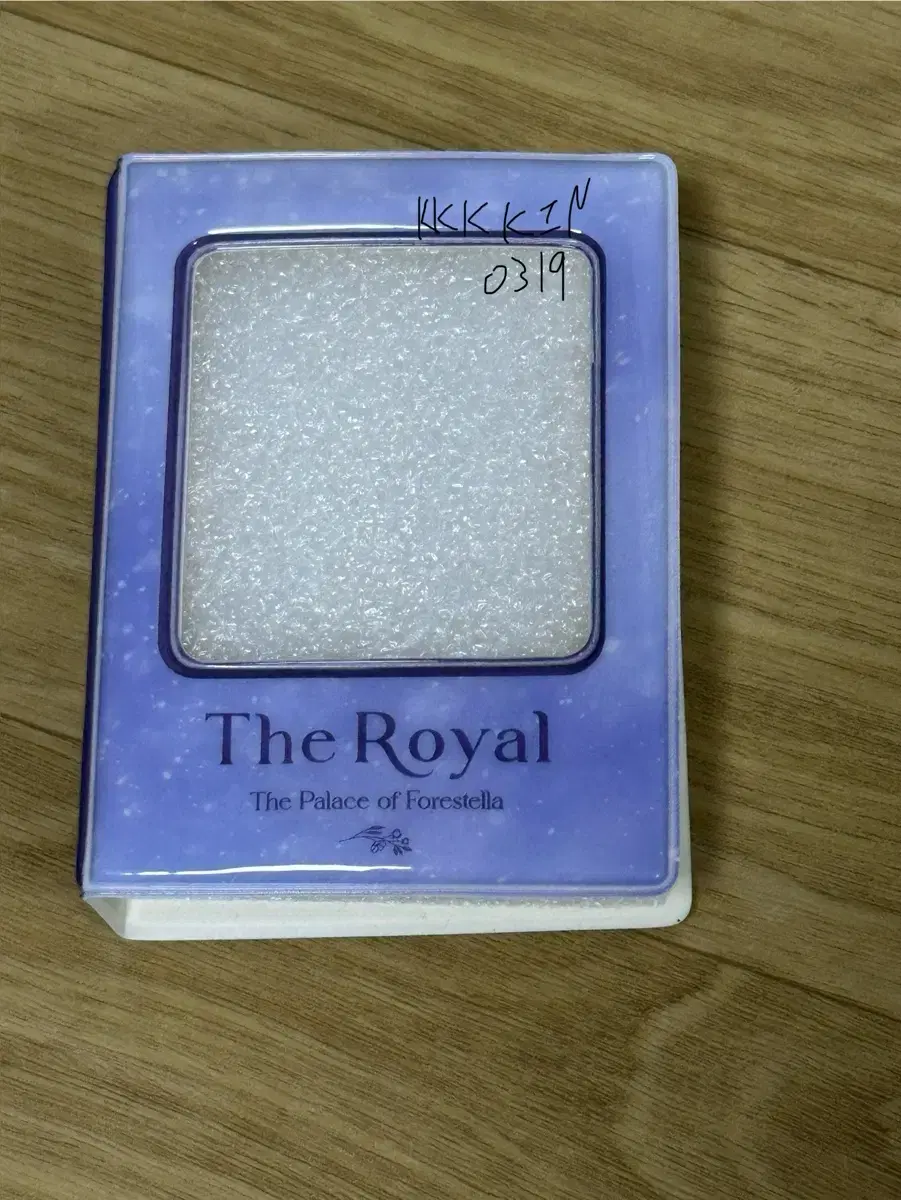 KKKKIN
0319
The Royal
The Palace of Forestella